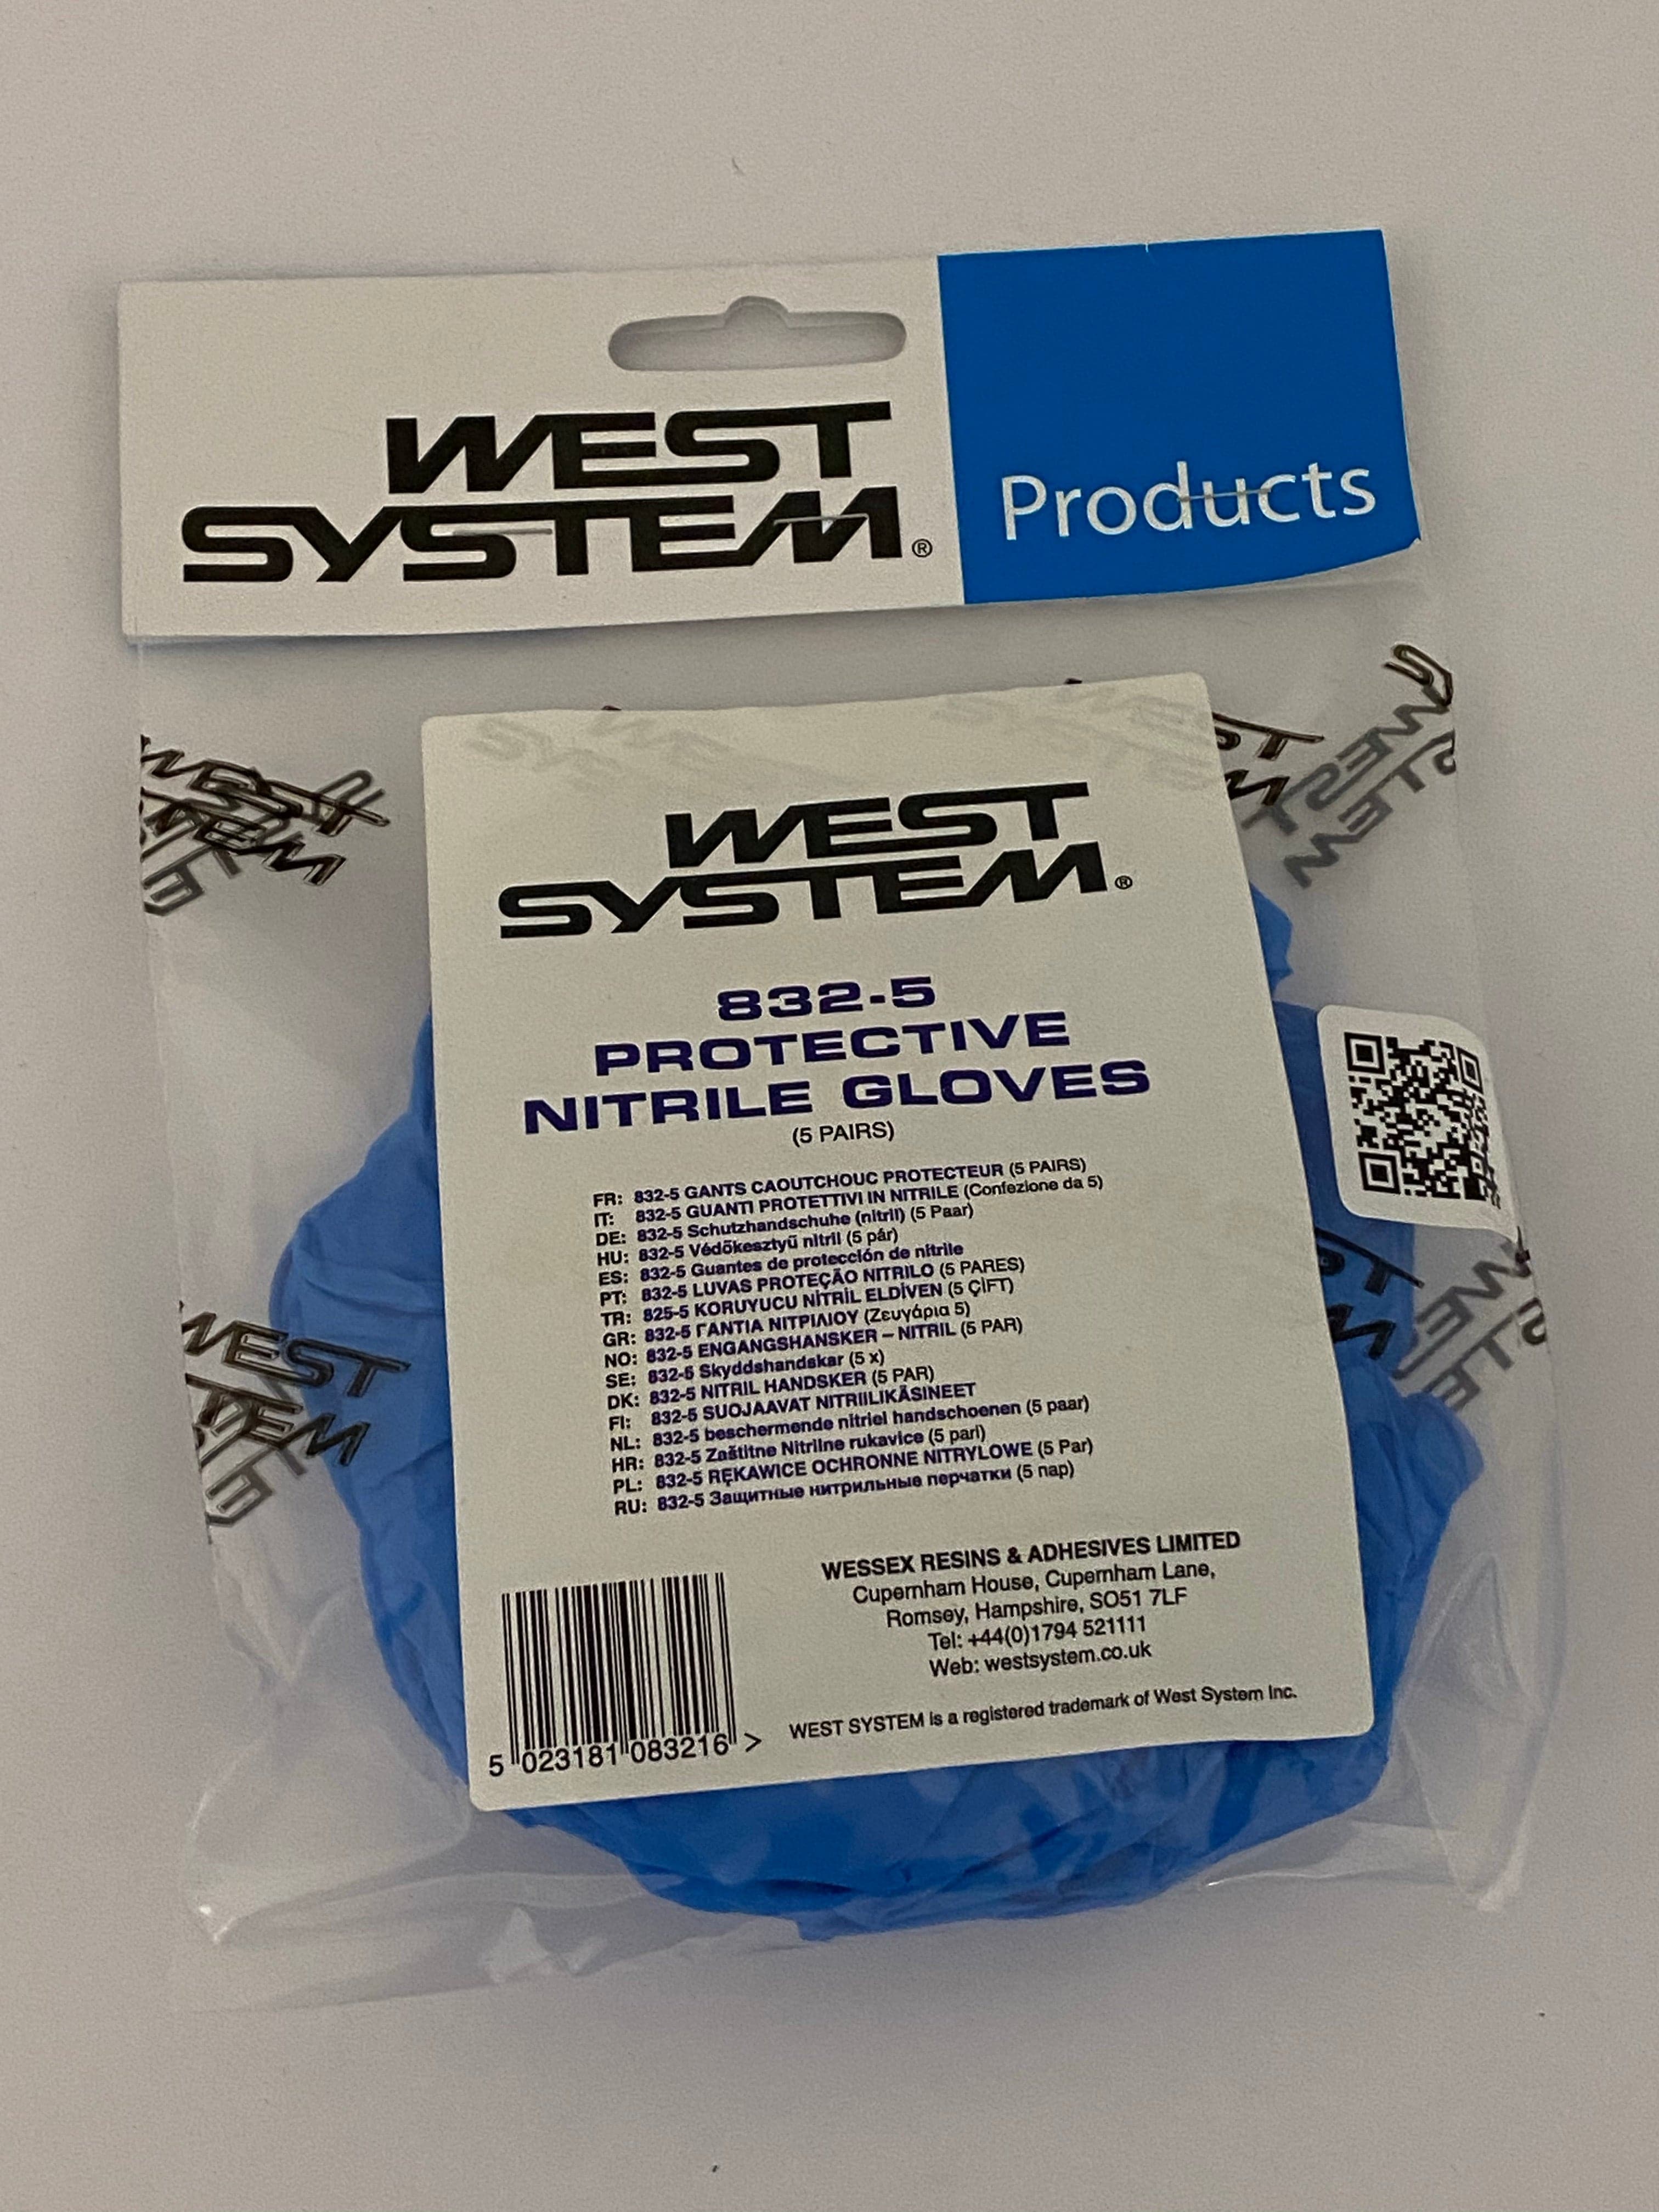 WEST
SYSTEM®
Products
WEST
SYSTEM
WEST
SYSTEM
WEST
SYSTEM®
832-5
PROTECTIVE
NITRILE GLOVES
(5 PAIRS)
FR: 832-5 GANTS CAOUTCHOUC PROTECTEUR (5 PAIRS)
IT: 832-5 GUANTI PROTETTIVI IN NITRILE (Confezione da 5)
DE: 832-5 Schutzhandschuhe (nitril) (5 Paar)
HU: 832-5 Védőkesztyű nitril (5 pár)
ES: 832-5 Guantes de protección de nitrile
PT: 832-5 LUVAS PROTEÇÃO NITRILO (5 PARES)
TR: 825-5 KORUYUCU NİTRİL ELDİVEN (5 ÇİFT)
GR: 832-5 ΓΑΝΤΙΑ ΝΙΤΡΙΛΙΟΥ (Ζευγάρια 5)
NO: 832-5 ENGANGSHANSKER – NITRIL (5 PAR)
SE: 832-5 Skyddshandskar (5 x)
DK: 832-5 NITRIL HANDSKER (5 PAR)
FI: 832-5 SUOJAAVAT NITRIILIKÄSINEET
NL: 832-5 beschermende nitriel handschoenen (5 paar)
HR: 832-5 Zaštitne Nitrilne rukavice (5 pari)
PL: 832-5 RĘKAWICE OCHRONNE NITRYLOWE (5 Par)
RU: 832-5 Защитные нитрильные перчатки (5 пар)
WEST
STEM
WESSEX RESINS & ADHESIVES LIMITED
Cupernham House, Cupernham Lane,
Romsey, Hampshire, SO51 7LF
Tel: +44(0)1794 521111
Web: westsystem.co.uk
WEST SYSTEM is a registered trademark of West System Inc.
5 023181 083216 >